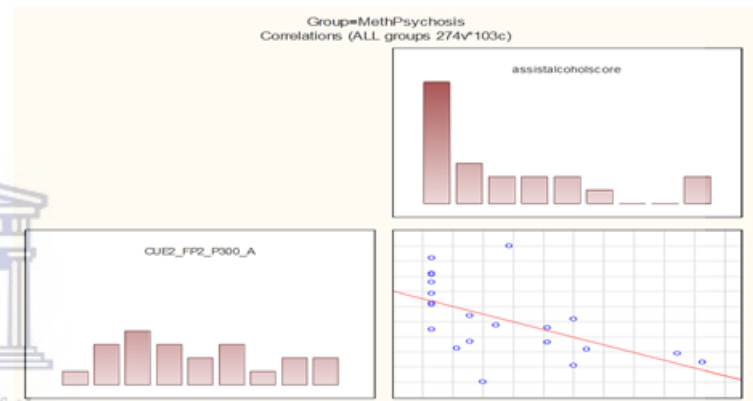 Group=MethPsychosis
Correlations (ALL groups 274v*103c)
assistalcoholscore
CUE2_FP2_P300_A